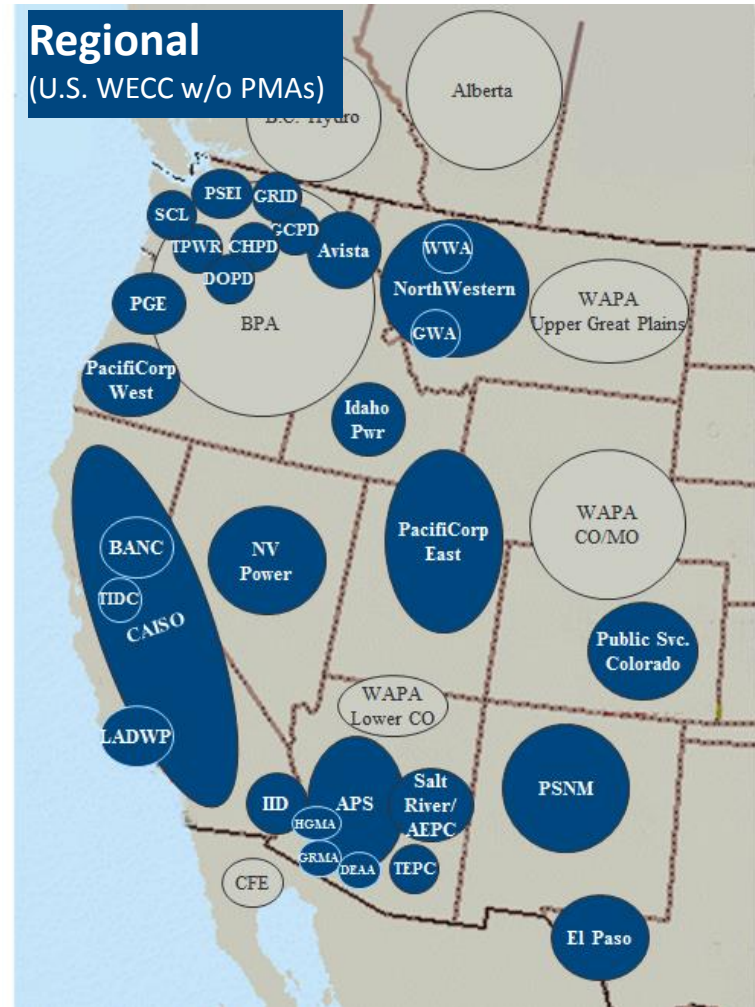 Regional
(U.S. WECC w/o PMAs)
B.C. Hydro
Alberta
PSEI
GRID
SCL
GCPD
TPWR
CHPD
Avista
DOPD
WWA
NorthWestern
GWA
WAPA
Upper Great Plains
PGE
BPA
PacifiCorp
West
Idaho
Pwr
BANC
TIDC
CAISO
NV
Power
PacifiCorp
East
WAPA
CO/MO
Public Svc.
Colorado
WAPA
Lower CO
LADWP
IID
APS
HGMA
Salt
River/
AEPC
PSNM
GRMA
DEAA
TEPC
CFE
El Paso